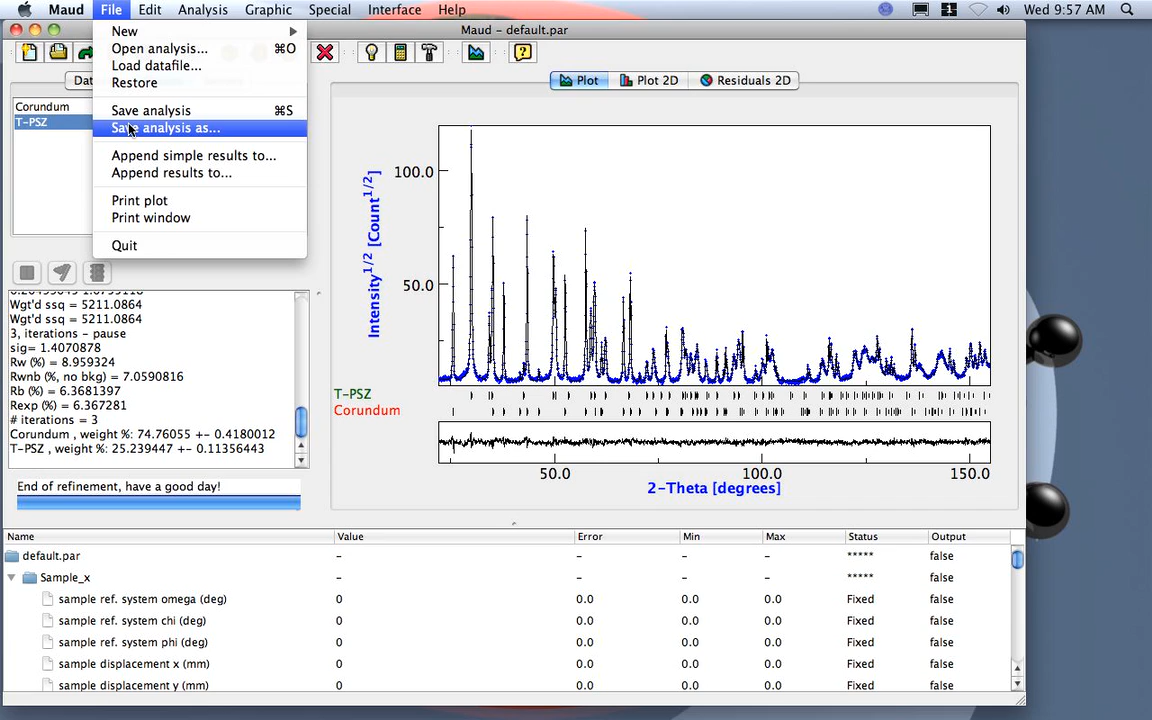 Maud File Edit Analysis Graphic Special Interface Help 1 Wed 9:57 AM
Maud - default.par
New
Open analysis... ⌘O
Load datafile...
Restore
Save analysis ⌘S
Save analysis as...
Append simple results to...
Append results to...
Print plot
Print window
Quit
Dat
Corundum
T-PSZ
Plot Plot 2D Residuals 2D
Wgt'd ssq = 5211.0864
Wgt'd ssq = 5211.0864
3, iterations - pause
sig= 1.4070878
Rw (%) = 8.959324
Rwnb (%, no bkg) = 7.0590816
Rb (%) = 6.3681397
Rexp (%) = 6.367281
# iterations = 3
Corundum , weight %: 74.76055 +- 0.4180012
T-PSZ , weight %: 25.239447 +- 0.11356443
End of refinement, have a good day!
Intensity1/2 [Count1/2]
100.0
50.0
T-PSZ
Corundum
50.0 100.0 150.0
2-Theta [degrees]
Name Value Error Min Max Status Output
default.par - - - - ***** false
Sample_x - - - - ***** false
sample ref. system omega (deg) 0 0.0 0.0 0.0 Fixed false
sample ref. system chi (deg) 0 0.0 0.0 0.0 Fixed false
sample ref. system phi (deg) 0 0.0 0.0 0.0 Fixed false
sample displacement x (mm) 0 0.0 0.0 0.0 Fixed false
sample displacement y (mm) 0 0.0 0.0 0.0 Fixed false